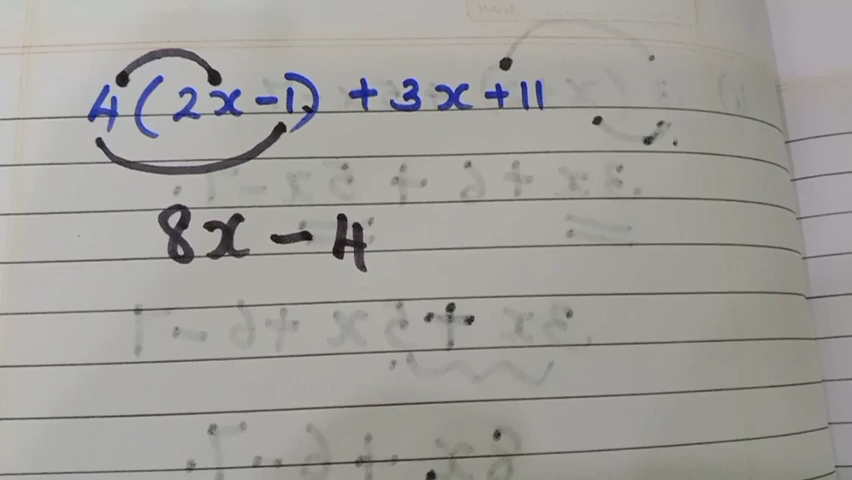 4(2x-1) + 3x + 11
8x - 4